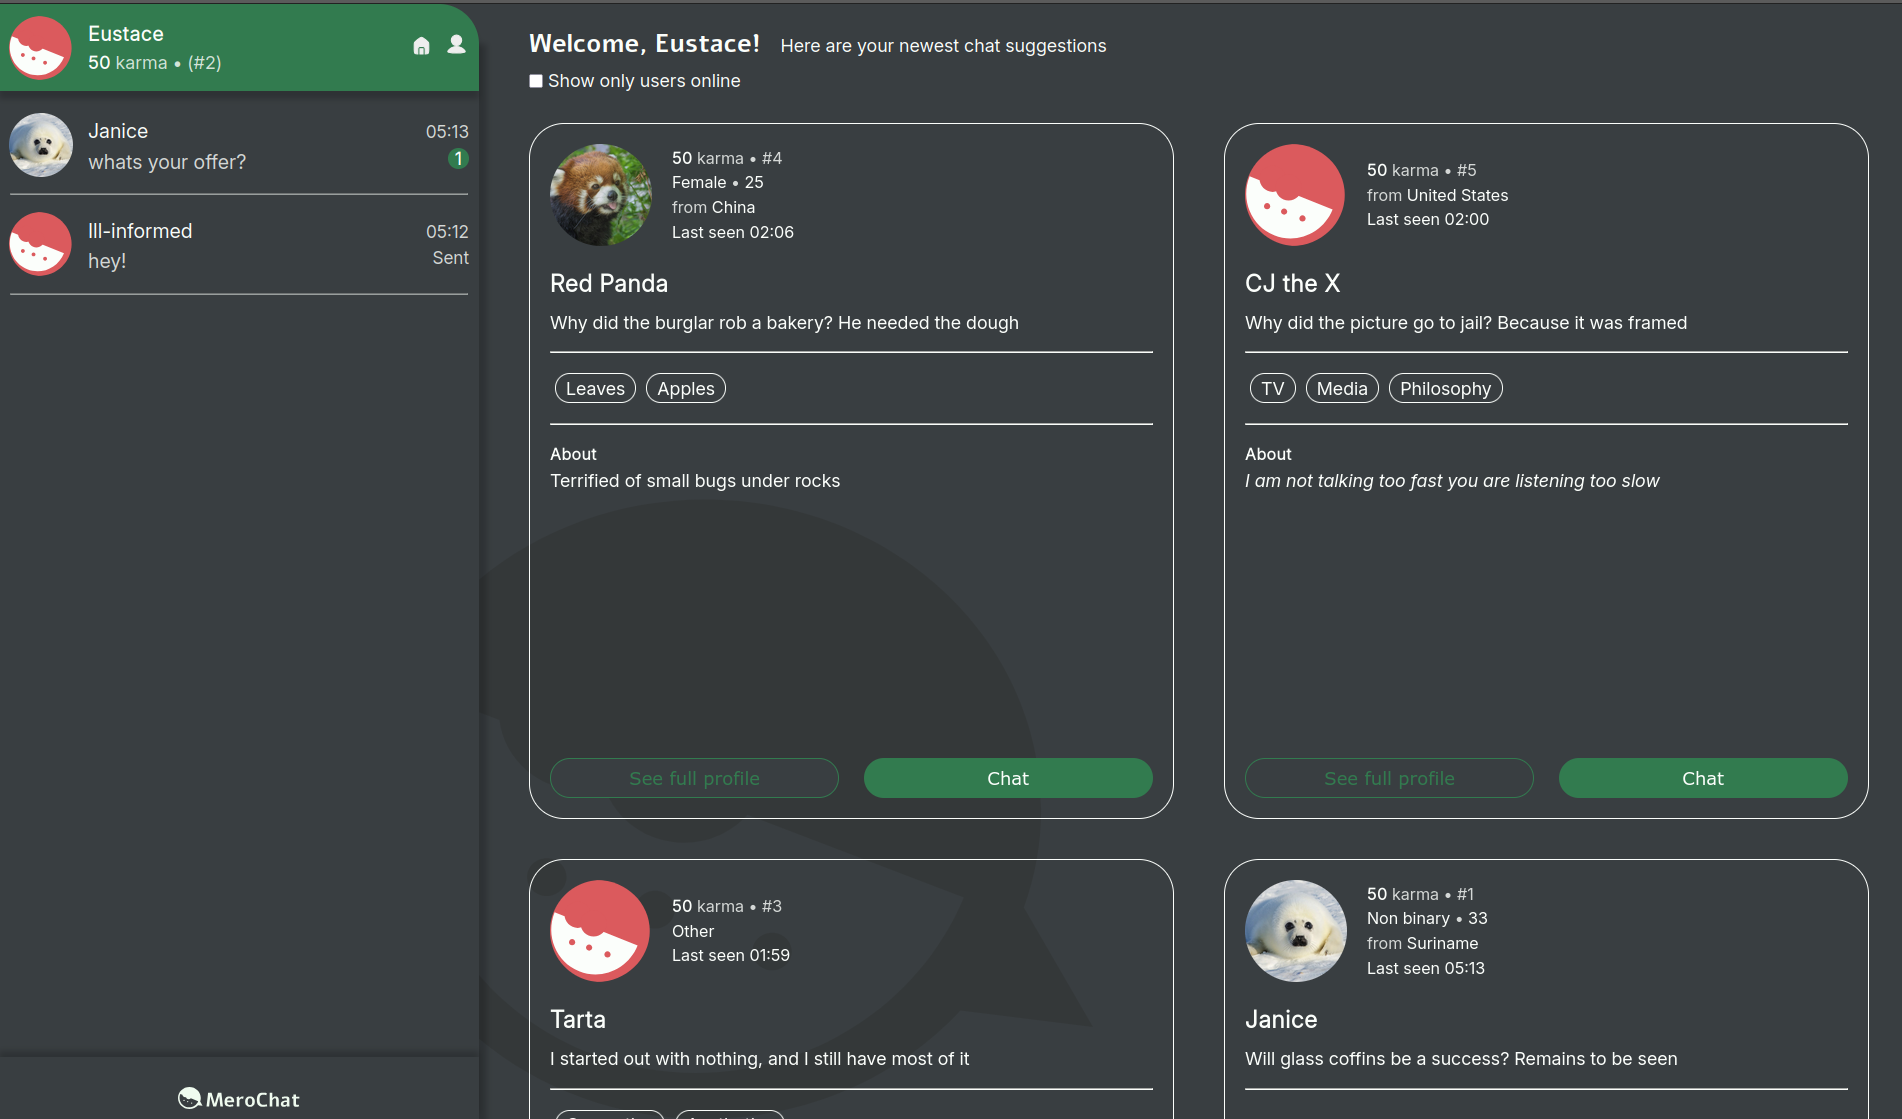 Eustace
50 karma • (#2)
Janice 05:13
whats your offer? 1
Ill-informed 05:12
hey! Sent
MeroChat
Welcome, Eustace! Here are your newest chat suggestions
Show only users online
50 karma • #4
Female • 25
from China
Last seen 02:06
Red Panda
Why did the burglar rob a bakery? He needed the dough
Leaves Apples
About
Terrified of small bugs under rocks
See full profile Chat
50 karma • #5
from United States
Last seen 02:00
CJ the X
Why did the picture go to jail? Because it was framed
TV Media Philosophy
About
I am not talking too fast you are listening too slow
See full profile Chat
50 karma • #3
Other
Last seen 01:59
Tarta
I started out with nothing, and I still have most of it
50 karma • #1
Non binary • 33
from Suriname
Last seen 05:13
Janice
Will glass coffins be a success? Remains to be seen